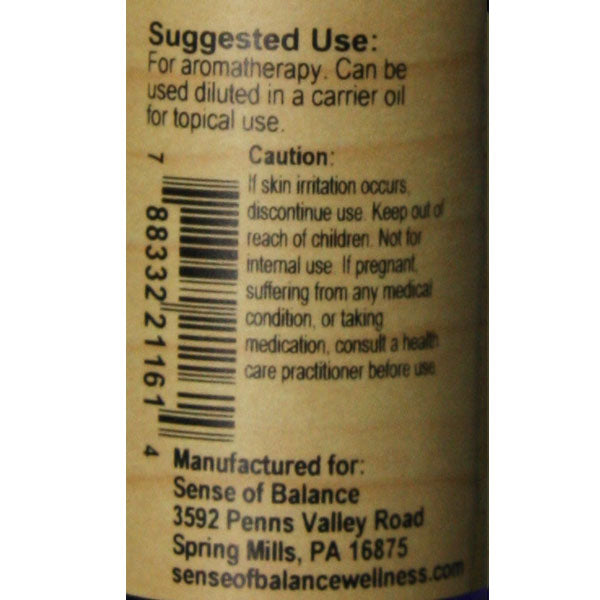 Suggested Use:
For aromatherapy. Can be
used diluted in a carrier oil
for topical use.
Caution:
If skin irritation occurs,
discontinue use. Keep out of
reach of children. Not for
internal use. If pregnant,
suffering from any medical
condition, or taking
medication, consult a health
care practitioner before use
7 88332 21161 4
Manufactured for:
Sense of Balance
3592 Penns Valley Road
Spring Mills, PA 16875
senseofbalancewellness.com